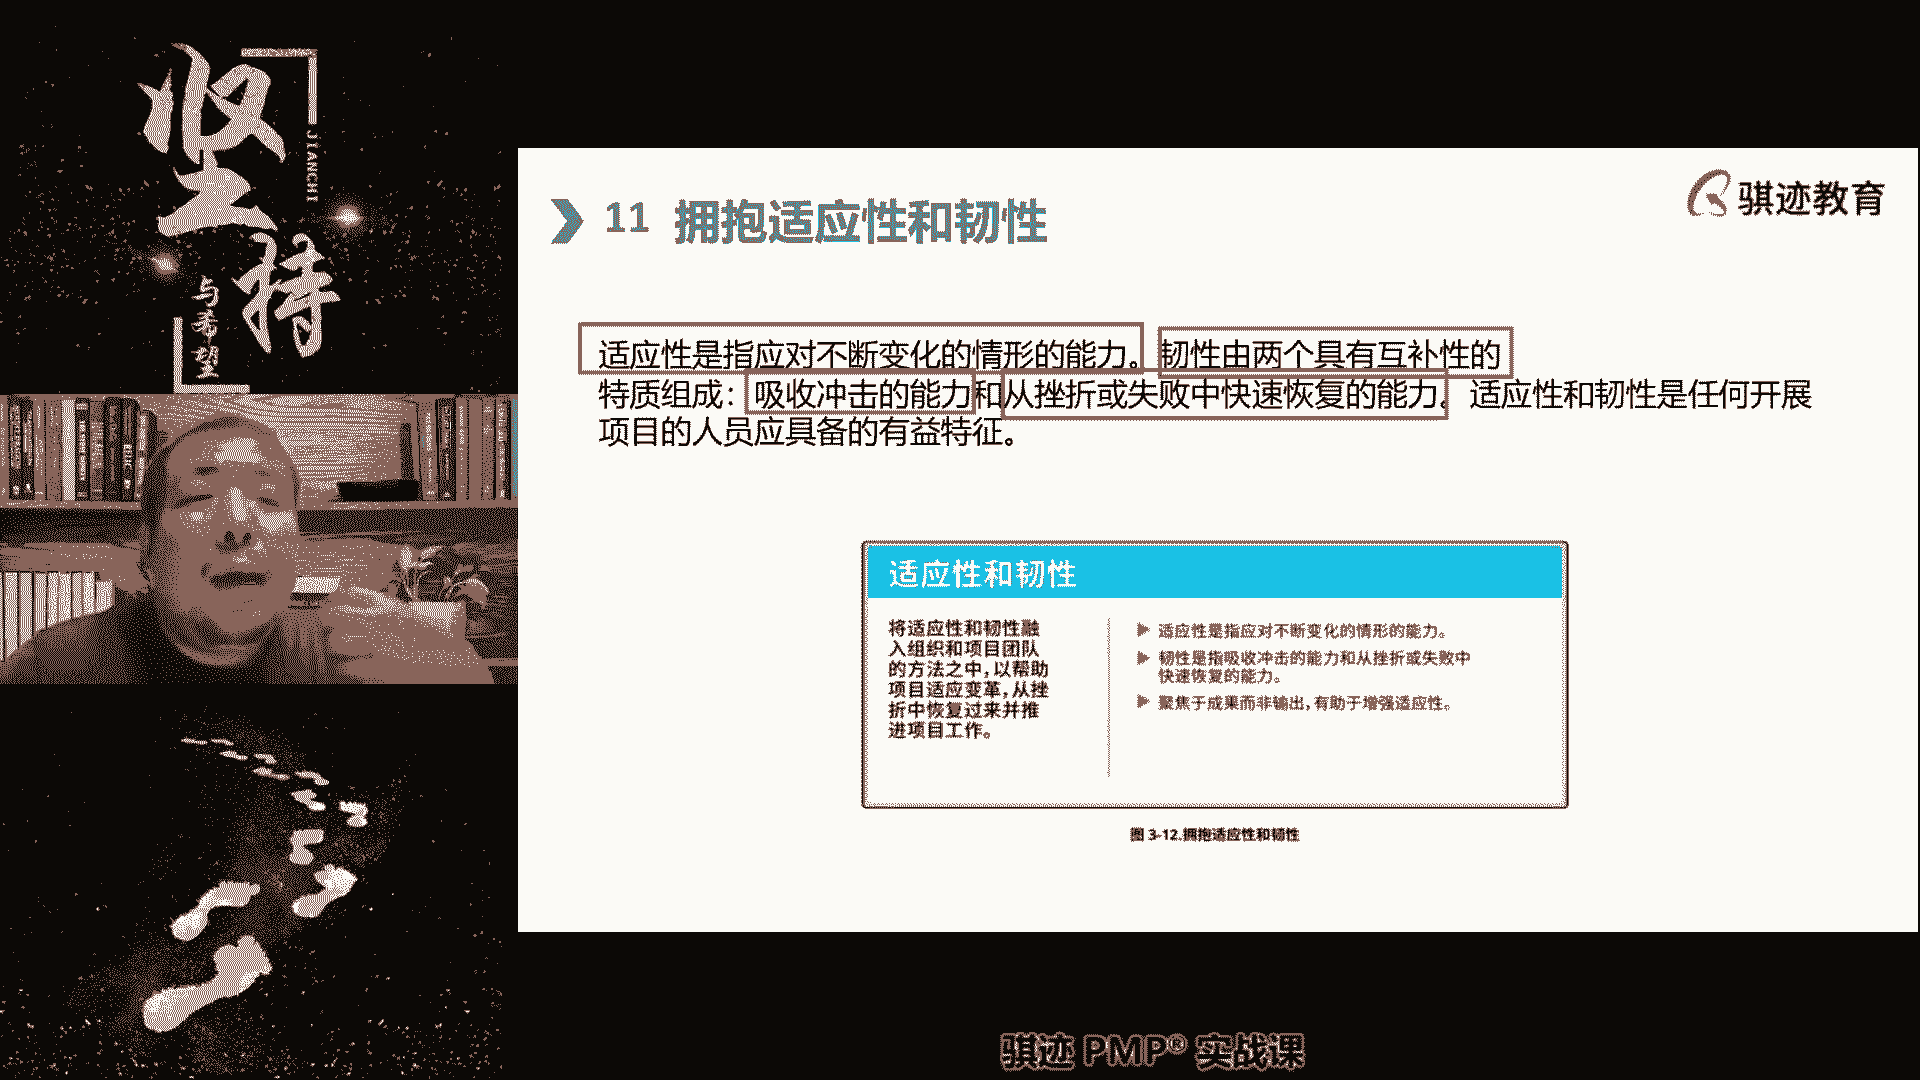 坚持
JIANCHI
与希望
骐迹教育
11 拥抱适应性和韧性
适应性是指应对不断变化的情形的能力。韧性由两个具有互补性的
特质组成：吸收冲击的能力和从挫折或失败中快速恢复的能力。适应性和韧性是任何开展
项目的人员应具备的有益特征。
适应性和韧性
将适应性和韧性融
入组织和项目团队
的方法之中，以帮助
项目适应变革，从挫
折中恢复过来并推
进项目工作。
适应性是指应对不断变化的情形的能力。
韧性是指吸收冲击的能力和从挫折或失败中
快速恢复的能力。
聚焦于成果而非输出，有助于增强适应性。
图 3-12.拥抱适应性和韧性
骐迹 PMP® 实战课